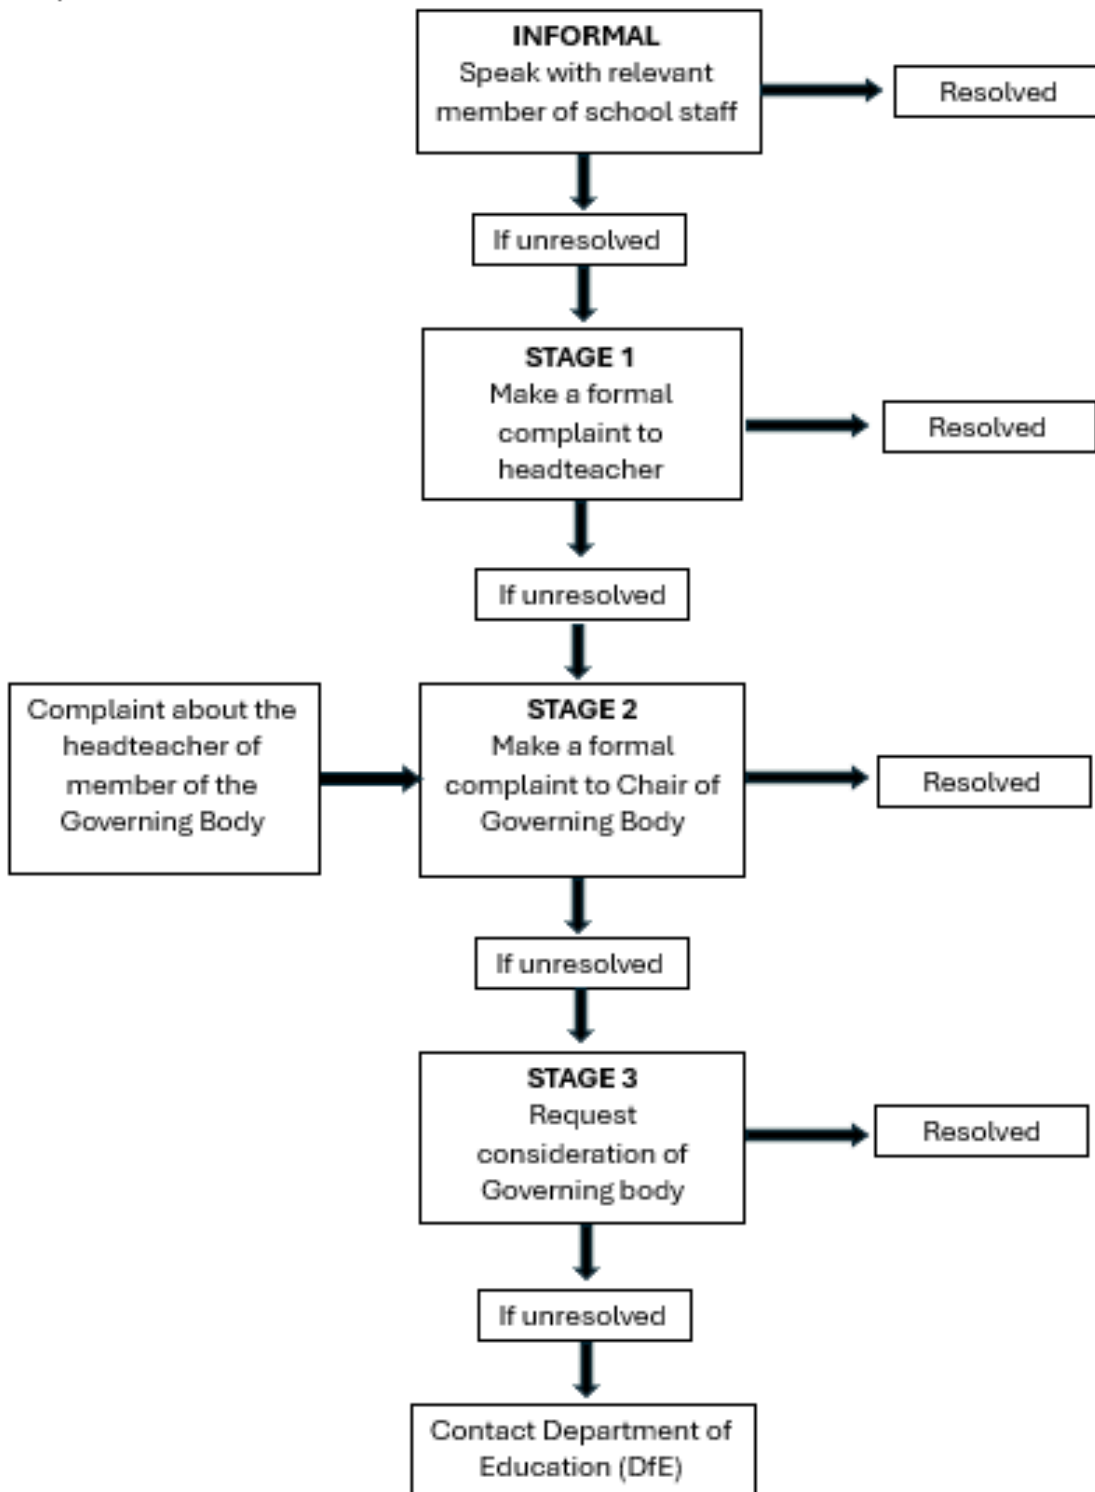 INFORMAL
Speak with relevant
member of school staff
Resolved
If unresolved
STAGE 1
Make a formal
complaint to
headteacher
Resolved
If unresolved
Complaint about the
headteacher of
member of the
Governing Body
STAGE 2
Make a formal
complaint to Chair of
Governing Body
Resolved
If unresolved
STAGE 3
Request
consideration of
Governing body
Resolved
If unresolved
Contact Department of
Education (DfE)